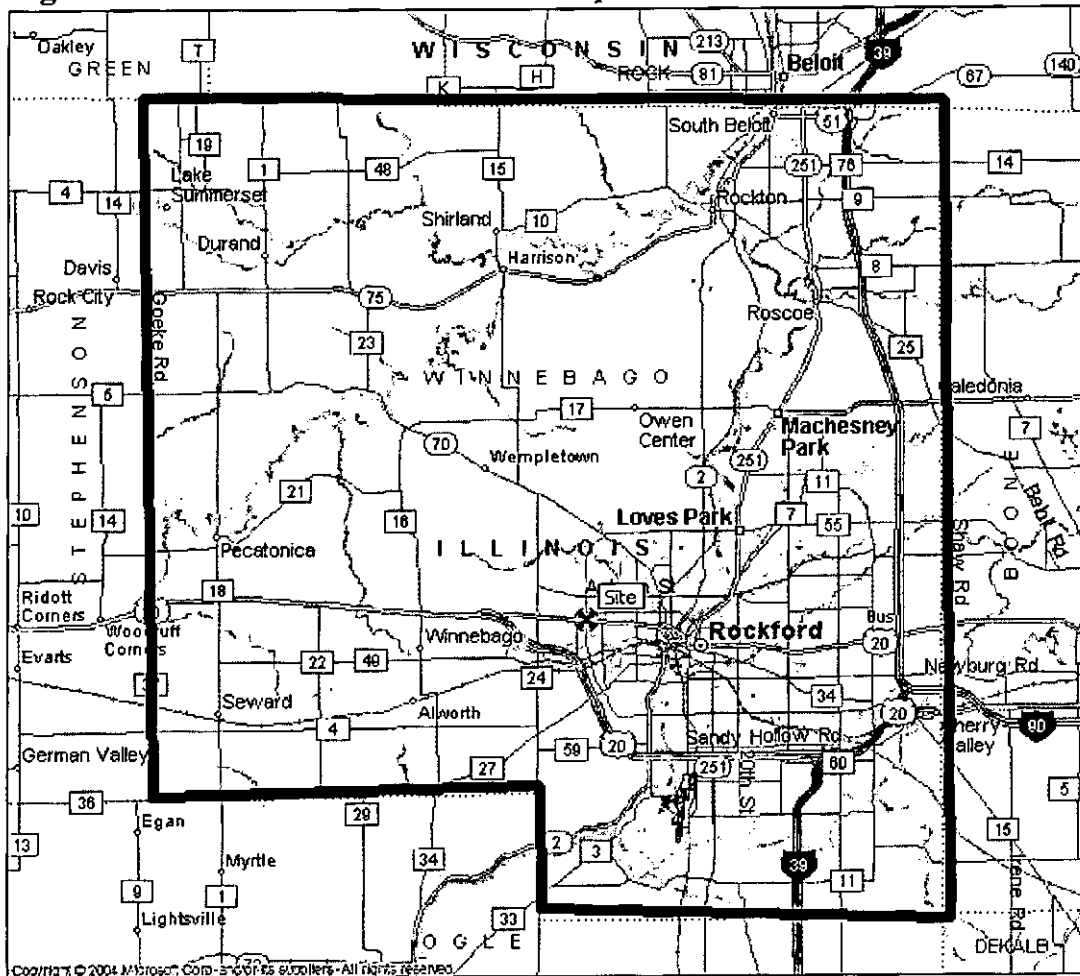 Oakley
T
WISCONSIN
213
39
GREEN
H
ROCK
81
Beloit
67
140
K
South Beloit
51
19
1
48
15
251
76
14
4
14
Lake
Summerset
Shirland
10
Rockton
9
Durand
Harrison
8
Davis
Rock City
75
Roscoe
Goeke Rd
23
25
STEPHENSON
WINNEBAGO
5
17
Owen
Center
Caledonia
Machesney
Park
7
70
Wempletown
2
251
11
BOONE
21
7
10
14
16
Loves Park
55
Pecatonica
ILLINOIS
Shaw Rd
Ridott
Corners
18
Site
Woodruff
Corners
Winnebago
Rockford
Bus
20
Evarts
22
49
24
Newburg Rd
Seward
Alworth
34
20
4
Sandy Hollow Rd
Cherry
Valley
90
German Valley
59
20
27
251
20th St
60
5
36
Egan
29
15
13
Myrtle
34
2
3
39
11
Irene Rd
9
1
Lightsville
33
OGLE
DEKALB
Copyright © 2004 Microsoft Corp. and/or its suppliers. All rights reserved.